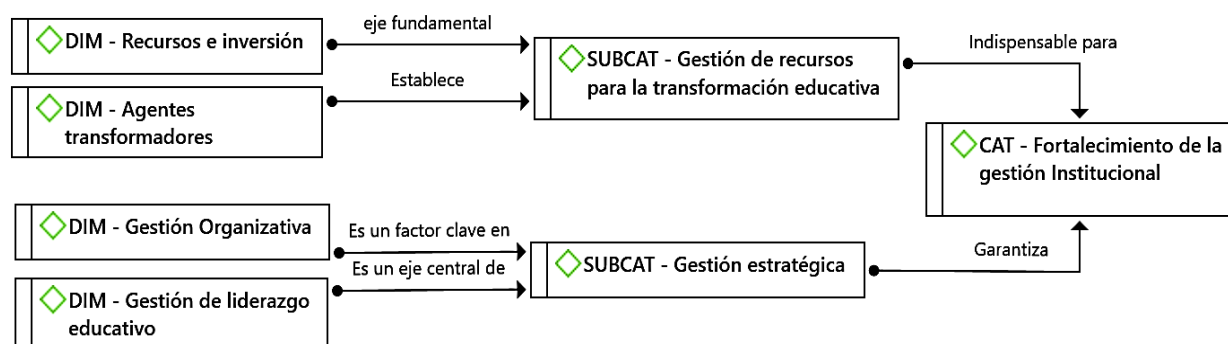 DIM - Recursos e inversión
eje fundamental
DIM - Agentes
transformadores
Establece
SUBCAT - Gestión de recursos
para la transformación educativa
Indispensable para
CAT - Fortalecimiento de la
gestión Institucional
DIM - Gestión Organizativa
Es un factor clave en
DIM - Gestión de liderazgo
educativo
Es un eje central de
SUBCAT - Gestión estratégica
Garantiza